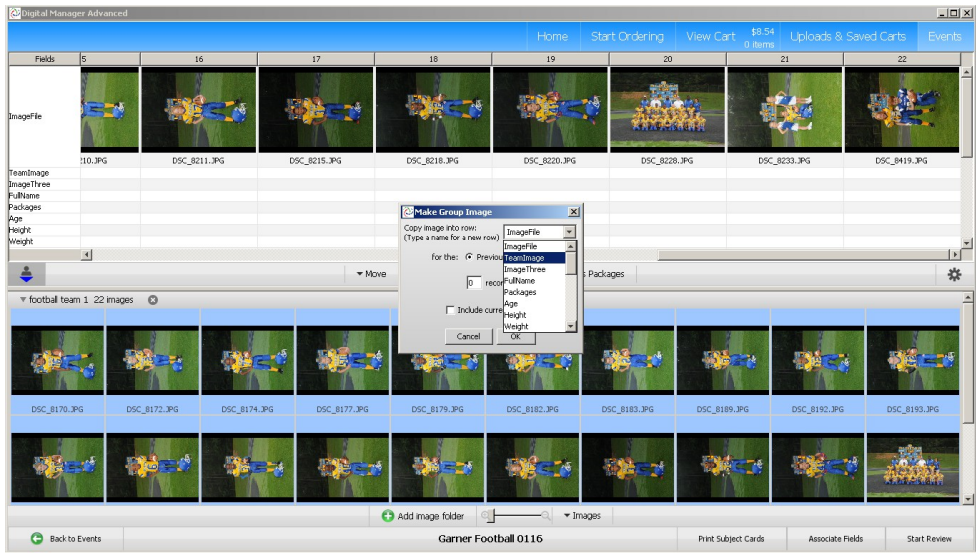 Digital Manager Advanced
Home Start Ordering View Cart $8.54 0 items Uploads & Saved Carts Events
Fields 5 16 17 18 19 20 21 22
ImageFile
210.JPG DSC_8211.JPG DSC_8215.JPG DSC_8218.JPG DSC_8220.JPG DSC_8228.JPG DSC_8233.JPG DSC_8419.JPG
TeamImage
ImageThree
FullName
Packages
Age
Height
Weight
Make Group Image
Copy image into row:
(Type a name for a new row)
ImageFile
ImageFile
for the: Previou
TeamImage
ImageThree
0 recor
FullName
Packages
Age
Include curre
Height
Weight
Cancel OK
Move s Packages
football team 1 22 images
DSC_8170.JPG DSC_8172.JPG DSC_8174.JPG DSC_8177.JPG DSC_8179.JPG DSC_8182.JPG DSC_8183.JPG DSC_8189.JPG DSC_8192.JPG DSC_8193.JPG
Add image folder Images
Back to Events Garner Football 0116 Print Subject Cards Associate Fields Start Review